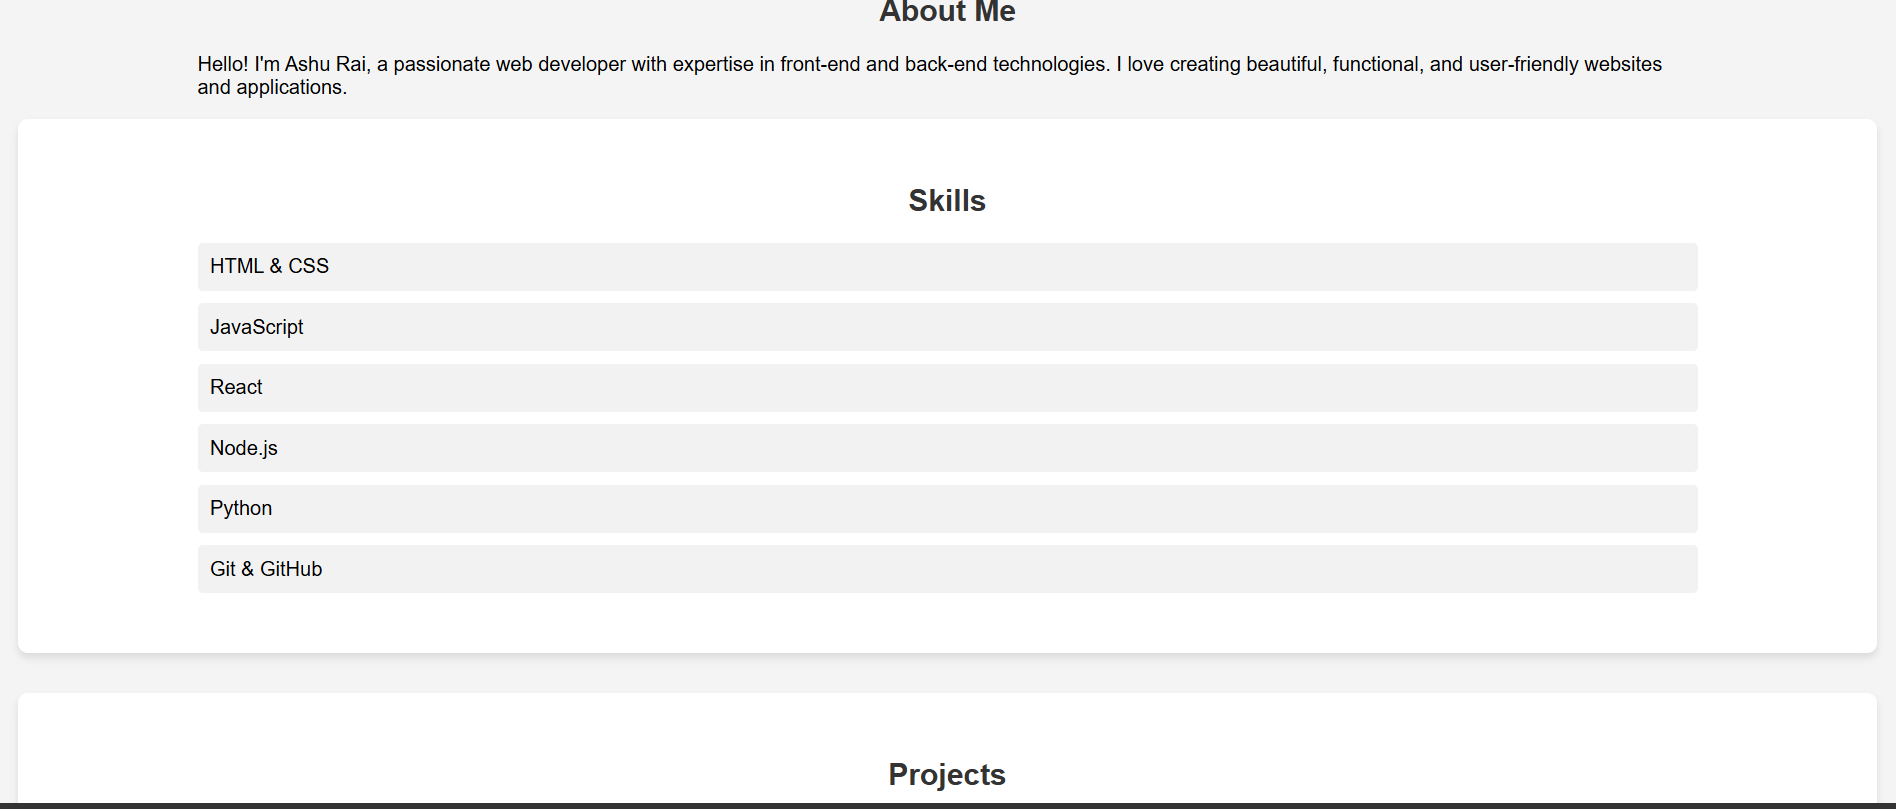 About Me
Hello! I'm Ashu Rai, a passionate web developer with expertise in front-end and back-end technologies. I love creating beautiful, functional, and user-friendly websites
and applications.
Skills
HTML & CSS
JavaScript
React
Node.js
Python
Git & GitHub
Projects